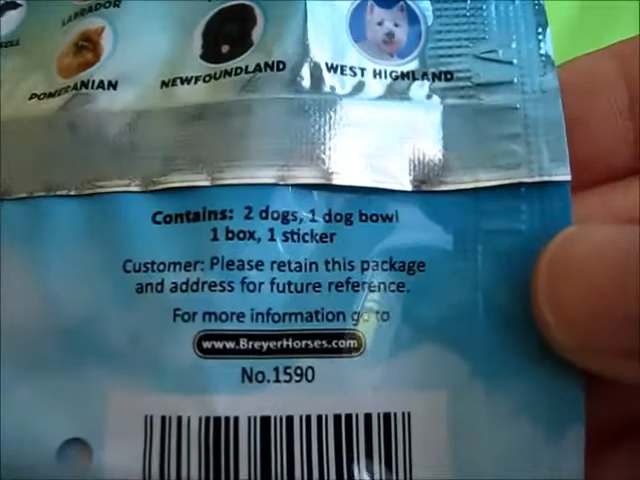 LABRADOR
POMERANIAN
NEWFOUNDLAND
WEST HIGHLAND
Contains: 2 dogs, 1 dog bowl
1 box, 1 sticker
Customer: Please retain this package
and address for future reference.
For more information go to
www.BreyerHorses.com
No.1590